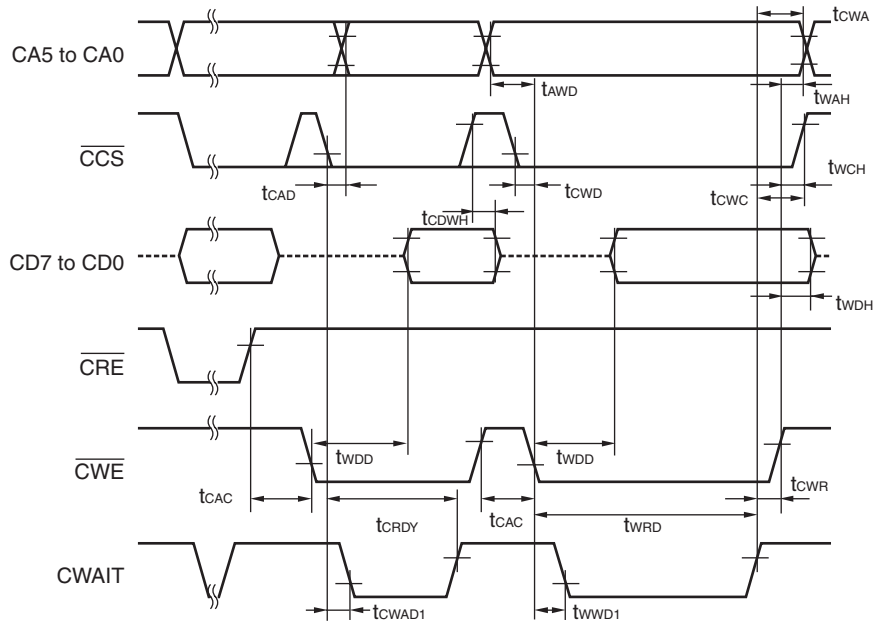 tCWA
CA5 to CA0
tAWD
tWAH
CCS
tCAD
tCWD
tWCH
tCWC
tCDWH
CD7 to CD0
tWDH
CRE
CWE
tWDD
tWDD
tCAC
tCRDY
tCAC
tWRD
tCWR
CWAIT
tCWAD1
tWWD1